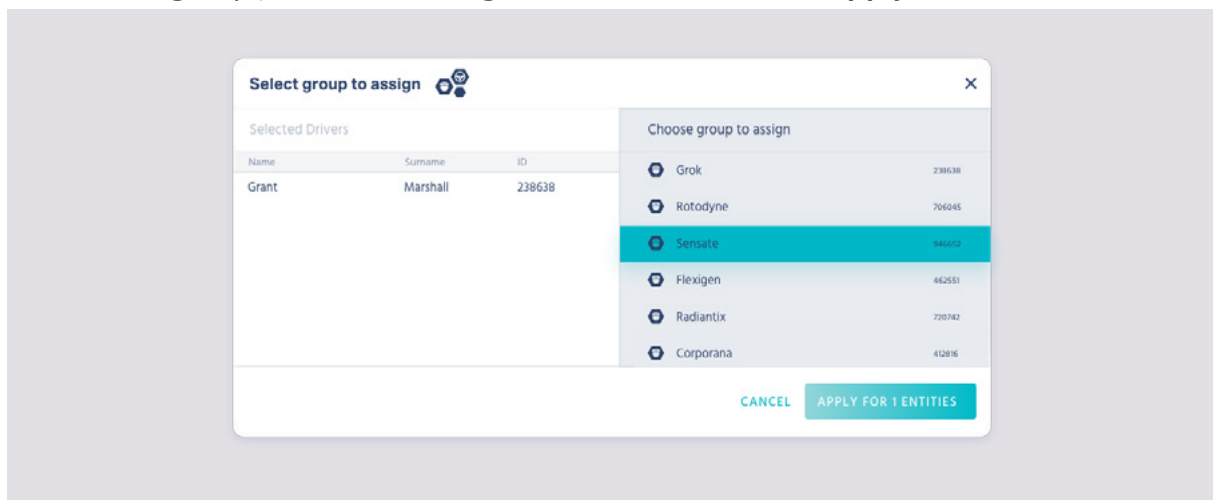 Select group to assign
Selected Drivers
Name Surname ID
Grant Marshall 238638
Choose group to assign
Grok 238638
Rotodyne 706045
Sensate 946652
Flexigen 462551
Radiantix 720742
Corporana 412816
CANCEL APPLY FOR 1 ENTITIES